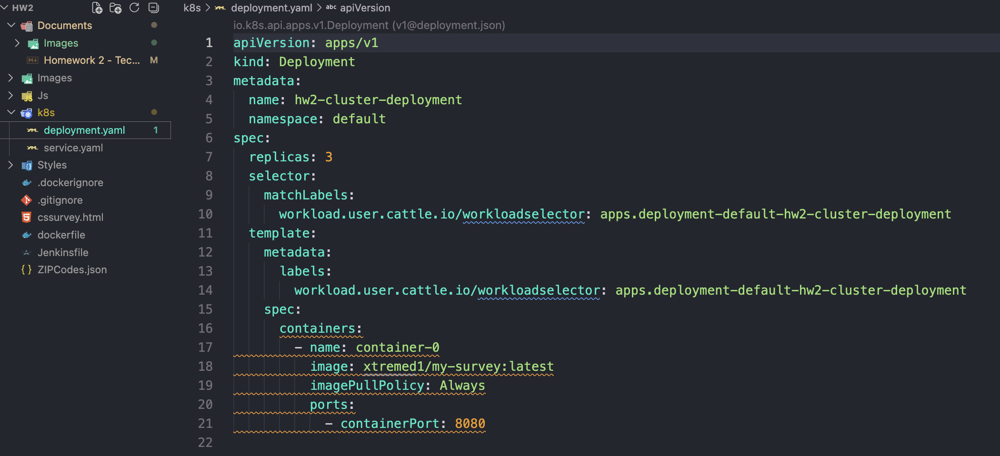 HW2
Documents
Images
Homework 2 - Tec... M
Images
Js
k8s
deployment.yaml 1
service.yaml
Styles
.dockerignore
.gitignore
cssurvey.html
dockerfile
Jenkinsfile
ZIPCodes.json
k8s > deployment.yaml > abc apiVersion
io.k8s.api.apps.v1.Deployment (v1@deployment.json)
1 apiVersion: apps/v1
2 kind: Deployment
3 metadata:
4   name: hw2-cluster-deployment
5   namespace: default
6 spec:
7   replicas: 3
8   selector:
9     matchLabels:
10       workload.user.cattle.io/workloadselector: apps.deployment-default-hw2-cluster-deployment
11   template:
12     metadata:
13       labels:
14         workload.user.cattle.io/workloadselector: apps.deployment-default-hw2-cluster-deployment
15     spec:
16       containers:
17         - name: container-0
18           image: xtremed1/my-survey:latest
19           imagePullPolicy: Always
20           ports:
21             - containerPort: 8080
22